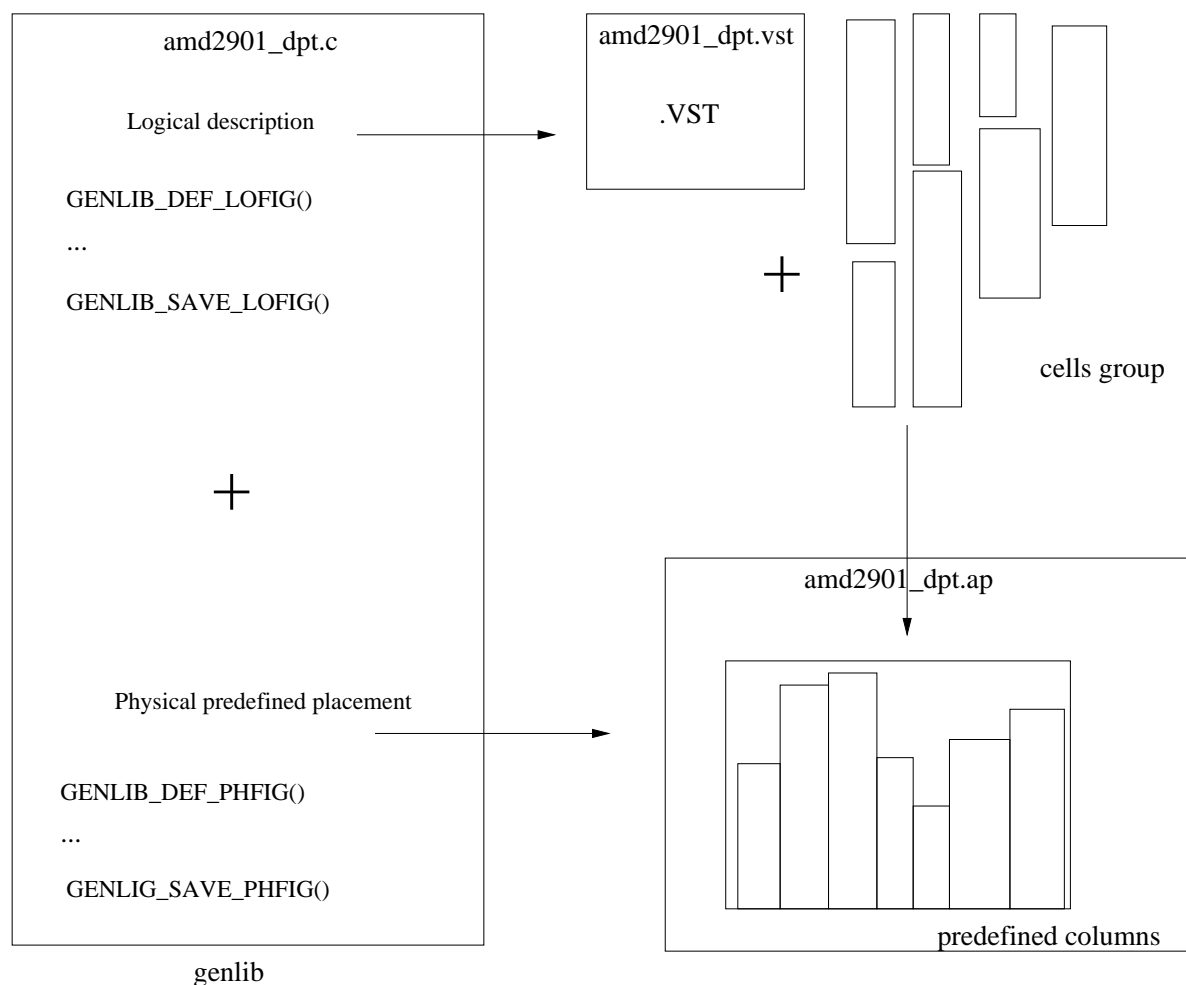 amd2901_dpt.c
Logical description
GENLIB_DEF_LOFIG()
...
GENLIB_SAVE_LOFIG()
+
Physical predefined placement
GENLIB_DEF_PHFIG()
...
GENLIG_SAVE_PHFIG()
genlib
amd2901_dpt.vst
.VST
+
cells group
amd2901_dpt.ap
predefined columns